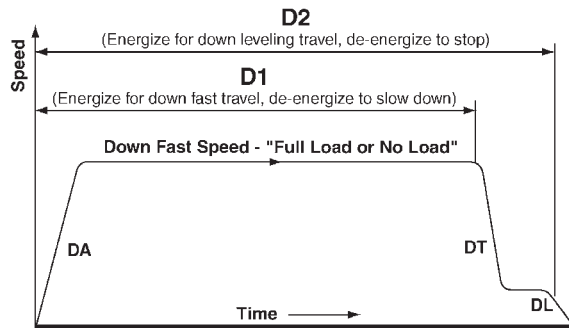 D2
(Energize for down leveling travel, de-energize to stop)
D1
(Energize for down fast travel, de-energize to slow down)
Speed
Down Fast Speed - "Full Load or No Load"
DA
DT
DL
Time